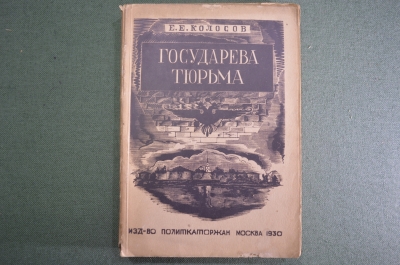 Е.Е.КОЛОСОВ
ГОСУДАРЕВА
ТЮРЬМА
ИЗД-ВО ПОЛИТКАТОРЖАН МОСКВА 1930